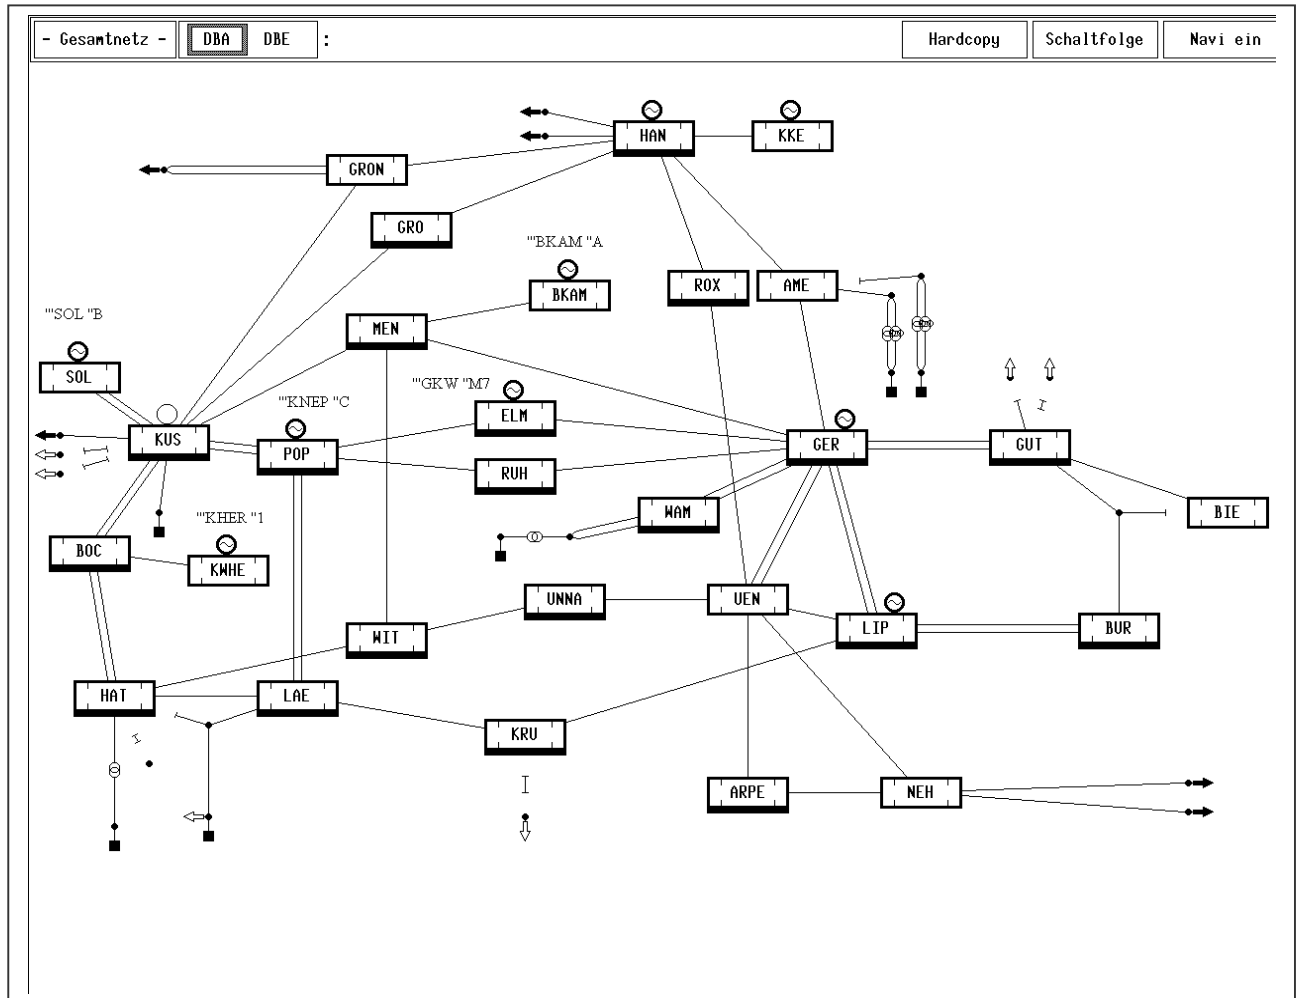 - Gesamtnetz - DBA DBE : Hardcopy Schaltfolge Navi ein
HAN KKE
GRON
GRO
"'BKAM "A
ROX AME
BKAM
"'SOL "B
MEN
SOL
"'GKW "M7
"'KNEP "C
ELM
KUS POP GER GUT
RUH
WAM BIE
"'KHER "1
BOC
KWHE
UNNA UEN
WIT LIP BUR
HAT LAE
KRU
ARPE NEH